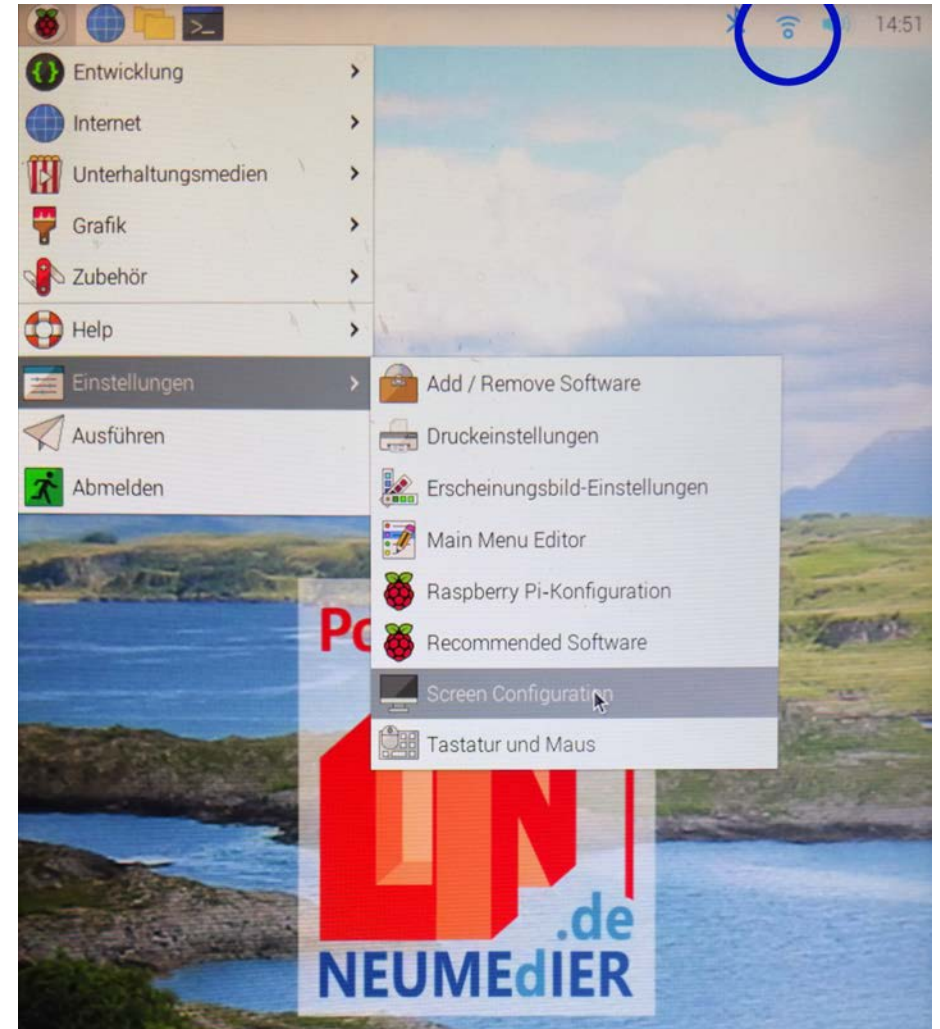 14:51
Entwicklung
Internet
Unterhaltungsmedien
Grafik
Zubehör
Help
Einstellungen
Ausführen
Abmelden
Add / Remove Software
Druckeinstellungen
Erscheinungsbild-Einstellungen
Main Menu Editor
Raspberry Pi-Konfiguration
Recommended Software
Screen Configuration
Tastatur und Maus
.de
NEUMEdIER